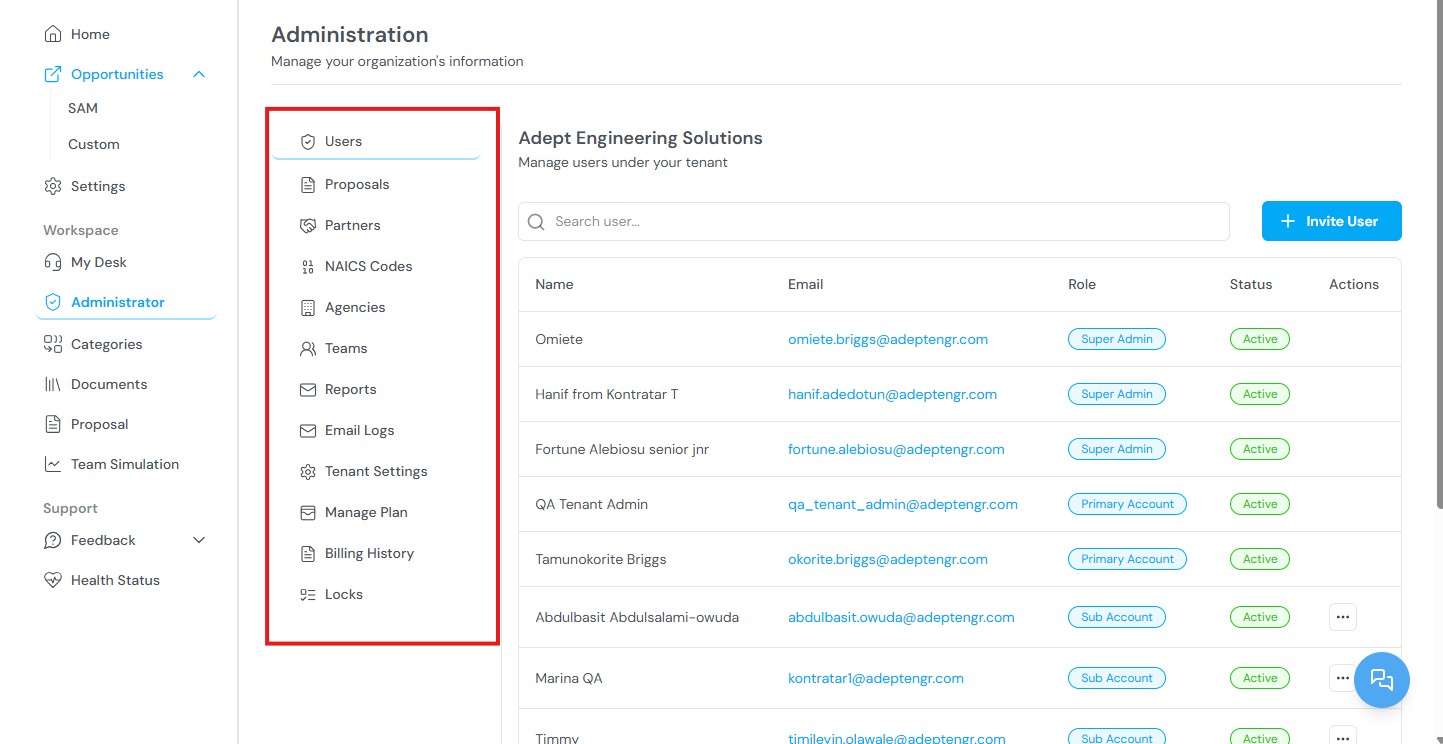 Home
Opportunities
SAM
Custom
Settings
Workspace
My Desk
Administrator
Categories
Documents
Proposal
Team Simulation
Support
Feedback
Health Status
Administration
Manage your organization's information
Users
Proposals
Partners
NAICS Codes
Agencies
Teams
Reports
Email Logs
Tenant Settings
Manage Plan
Billing History
Locks
Adept Engineering Solutions
Manage users under your tenant
Search user...
Invite User
Name Email Role Status Actions
Omiete omiete.briggs@adeptengr.com Super Admin Active
Hanif from Kontratar T hanif.adedotun@adeptengr.com Super Admin Active
Fortune Alebiosu senior jnr fortune.alebiosu@adeptengr.com Super Admin Active
QA Tenant Admin qa_tenant_admin@adeptengr.com Primary Account Active
Tamunokorite Briggs okorite.briggs@adeptengr.com Primary Account Active
Abdulbasit Abdulsalami-owuda abdulbasit.owuda@adeptengr.com Sub Account Active
Marina QA kontratar1@adeptengr.com Sub Account Active
Timmy timileyin.olawale@adeptengr.com Sub Account Active